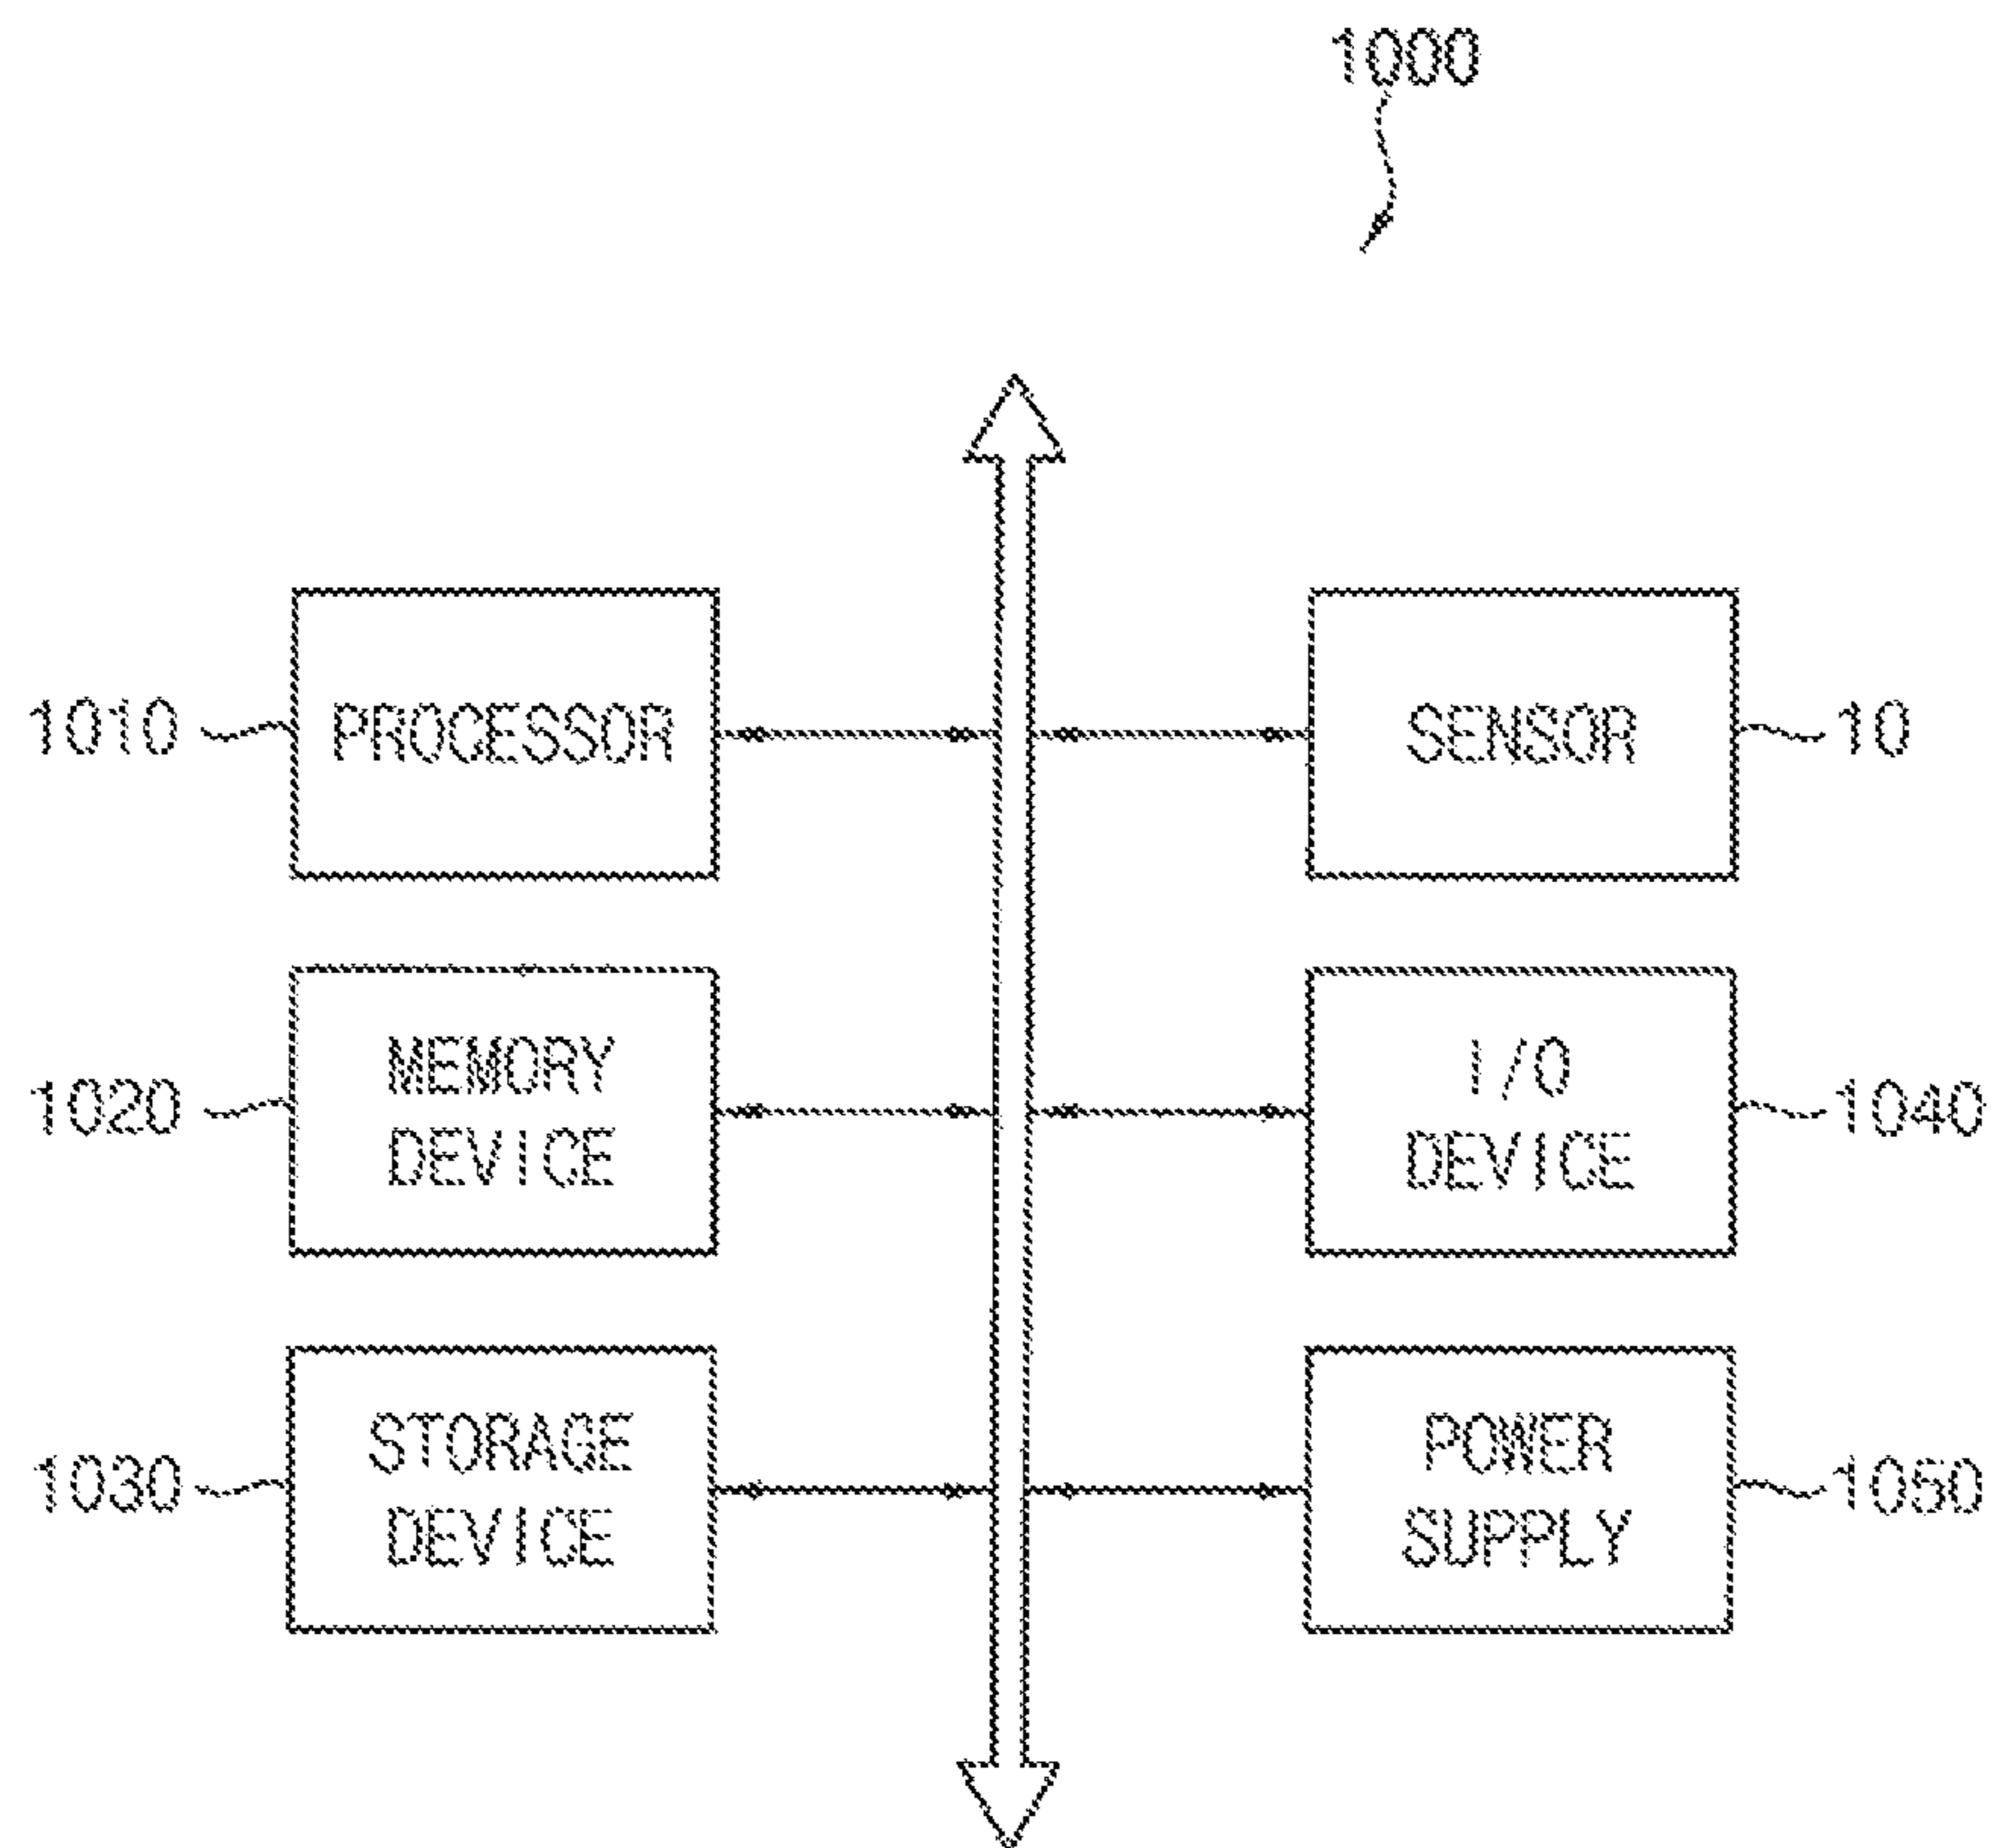 1000
1010
PROCESSOR
SENSOR
10
1020
MEMORY
DEVICE
I/O
DEVICE
1040
1030
STORAGE
DEVICE
POWER
SUPPLY
1050